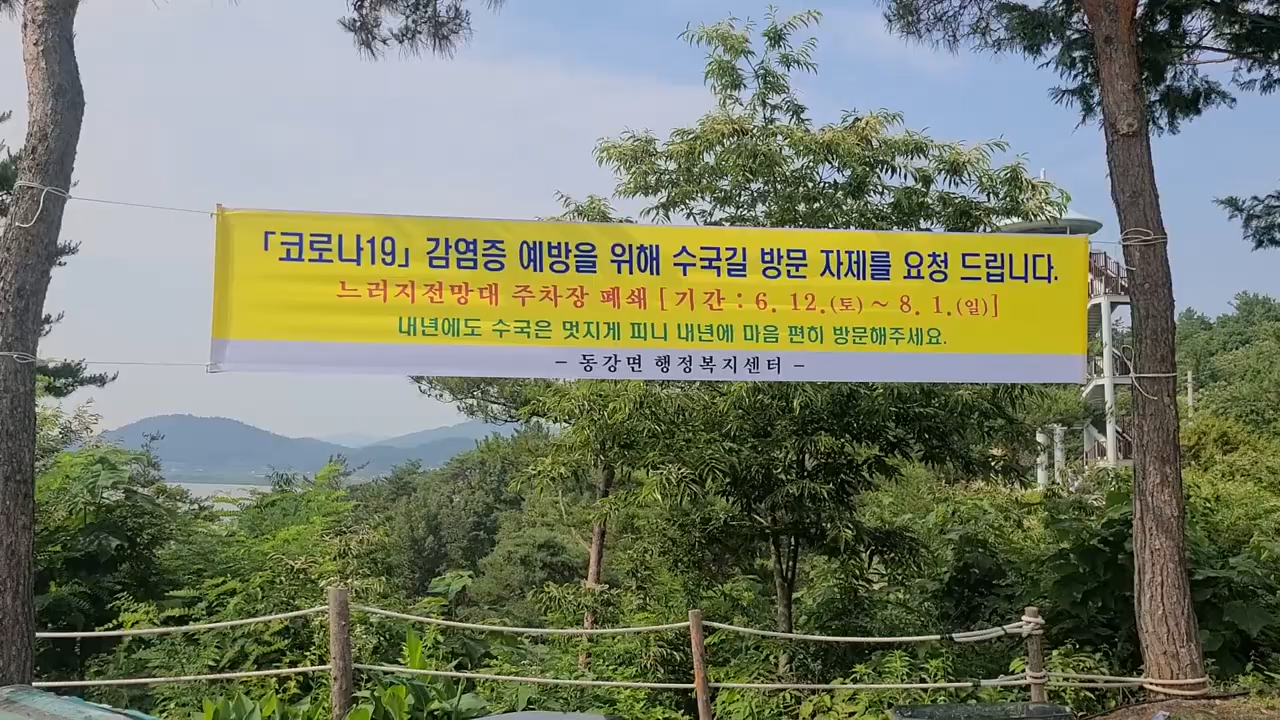 「코로나19」 감염증 예방을 위해 수국길 방문 자제를 요청 드립니다.
느러지전망대 주차장 폐쇄 [기간 : 6. 12.(토) ~ 8. 1.(일)]
내년에도 수국은 멋지게 피니 내년에 마음 편히 방문해주세요.
- 동강면 행정복지센터 -